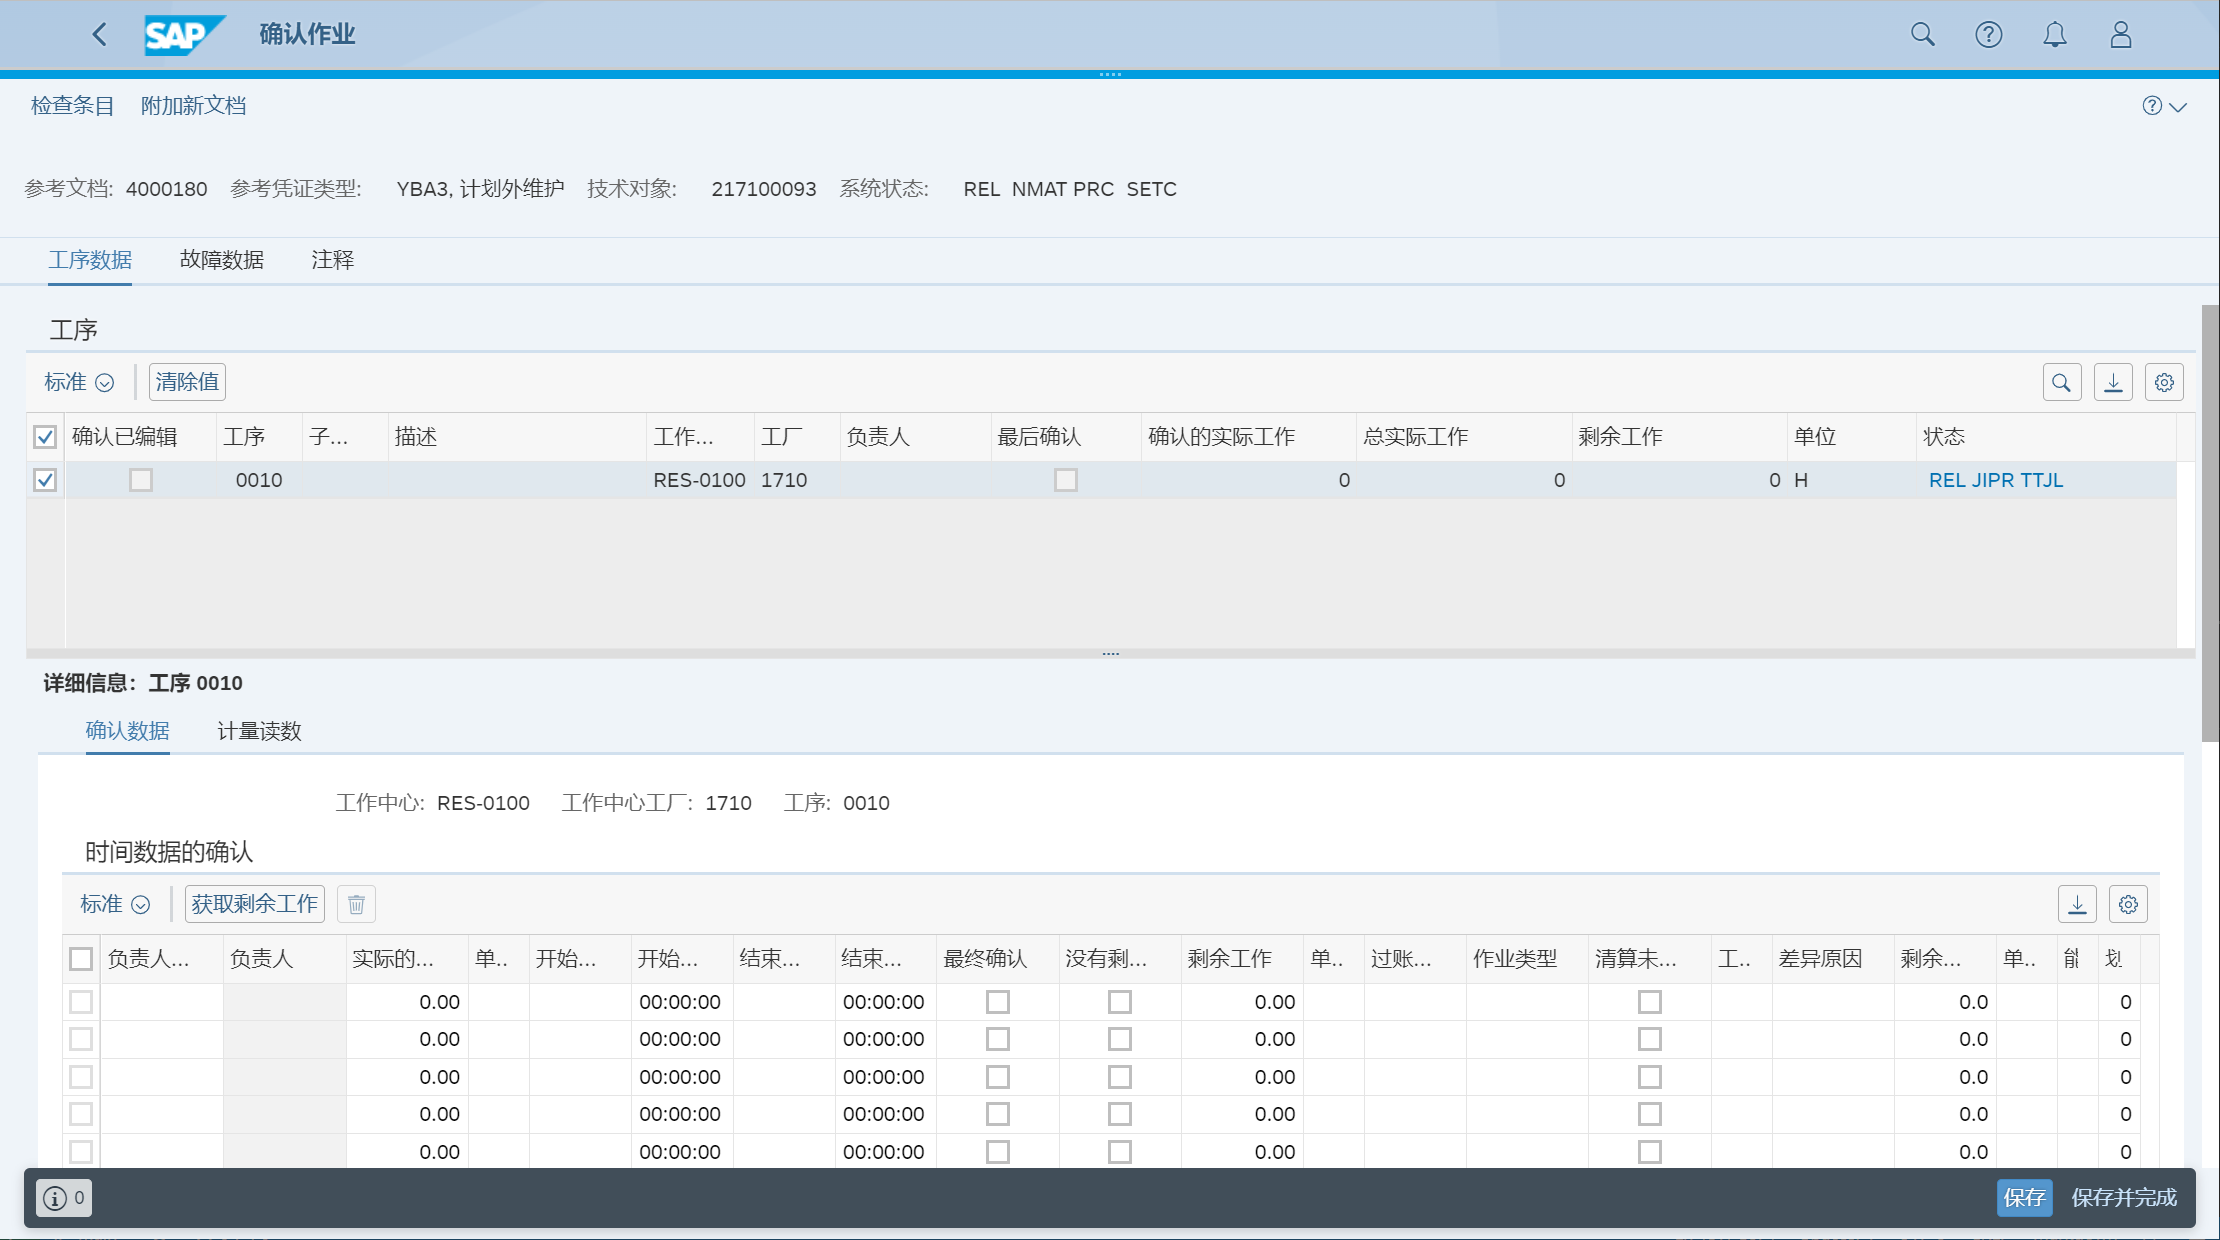 SAP 确认作业
检查条目 附加新文档
参考文档: 4000180 参考凭证类型: YBA3, 计划外维护 技术对象: 217100093 系统状态: REL NMAT PRC SETC
工序数据 故障数据 注释
工序
标准 清除值
确认已编辑 工序 子... 描述 工作... 工厂 负责人 最后确认 确认的实际工作 总实际工作 剩余工作 单位 状态
0010 RES-0100 1710 0 0 0 H REL JIPR TTJL
详细信息: 工序 0010
确认数据 计量读数
工作中心: RES-0100 工作中心工厂: 1710 工序: 0010
时间数据的确认
标准 获取剩余工作
负责人... 负责人 实际的... 单.. 开始... 开始... 结束... 结束... 最终确认 没有剩... 剩余工作 单.. 过账... 作业类型 清算未... 工.. 差异原因 剩余... 单.. 能 划
0.00 00:00:00 00:00:00 0.00 0.0 0
0.00 00:00:00 00:00:00 0.00 0.0 0
0.00 00:00:00 00:00:00 0.00 0.0 0
0.00 00:00:00 00:00:00 0.00 0.0 0
0.00 00:00:00 00:00:00 0.00 0.0 0
0 保存 保存并完成